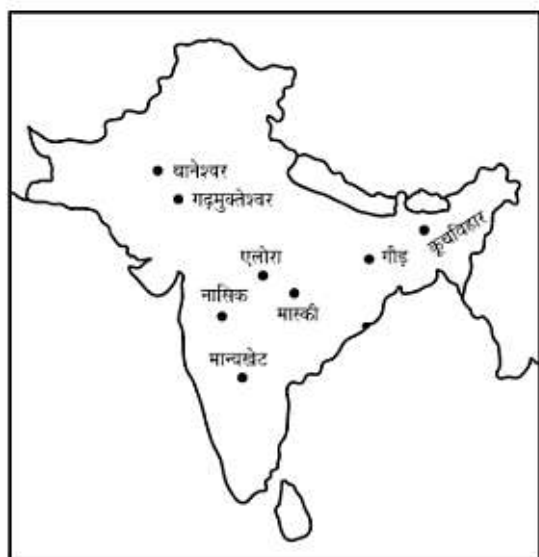 थानेश्वर
गढ़मुक्तेश्वर
कूचविहार
गौड़
एलोरा
नासिक
मास्की
मान्यखेट